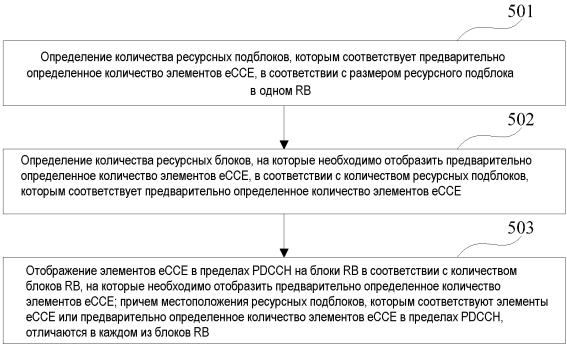 501
Определение количества ресурсных подблоков, которым соответствует предварительно
определенное количество элементов eCCE, в соответствии с размером ресурсного подблока
в одном RB
502
Определение количества ресурсных блоков, на которые необходимо отобразить предварительно
определенное количество элементов eCCE, в соответствии с количеством ресурсных подблоков,
которым соответствует предварительно определенное количество элементов eCCE
503
Отображение элементов eCCE в пределах PDCCH на блоки RB в соответствии с количеством
блоков RB, на которые необходимо отобразить предварительно определенное количество
элементов eCCE; причем местоположения ресурсных подблоков, которым соответствуют элементы
eCCE или предварительно определенное количество элементов eCCE в пределах PDCCH,
отличаются в каждом из блоков RB